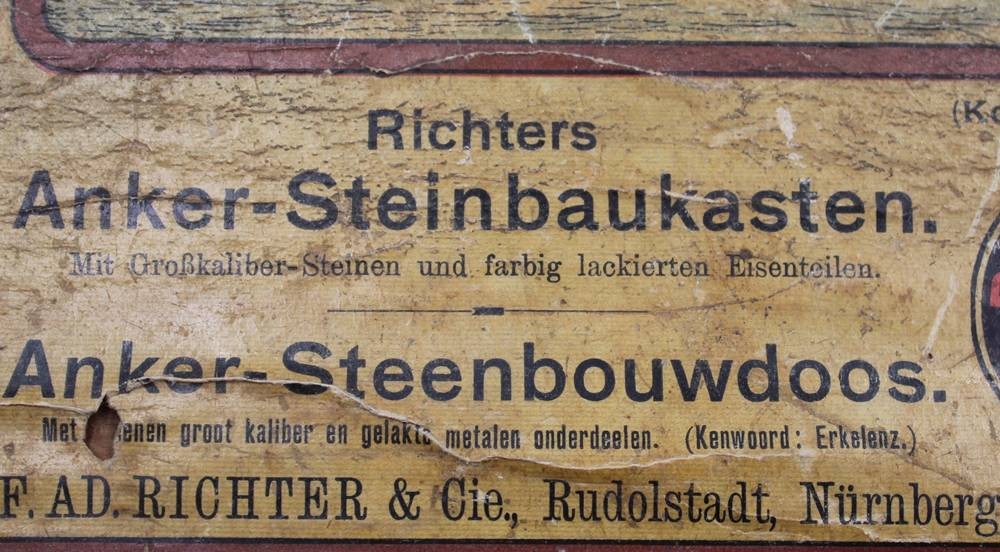 Richters
Anker-Steinbaukasten.
Mit Großkaliber-Steinen und farbig lackierten Eisenteilen.
Anker-Steenbouwdoos.
Met groot kaliber en gelakte metalen onderdeelen. (Kenwoord: Erkelenz.)
F. AD. RICHTER & Cie., Rudolstadt, Nürnberg